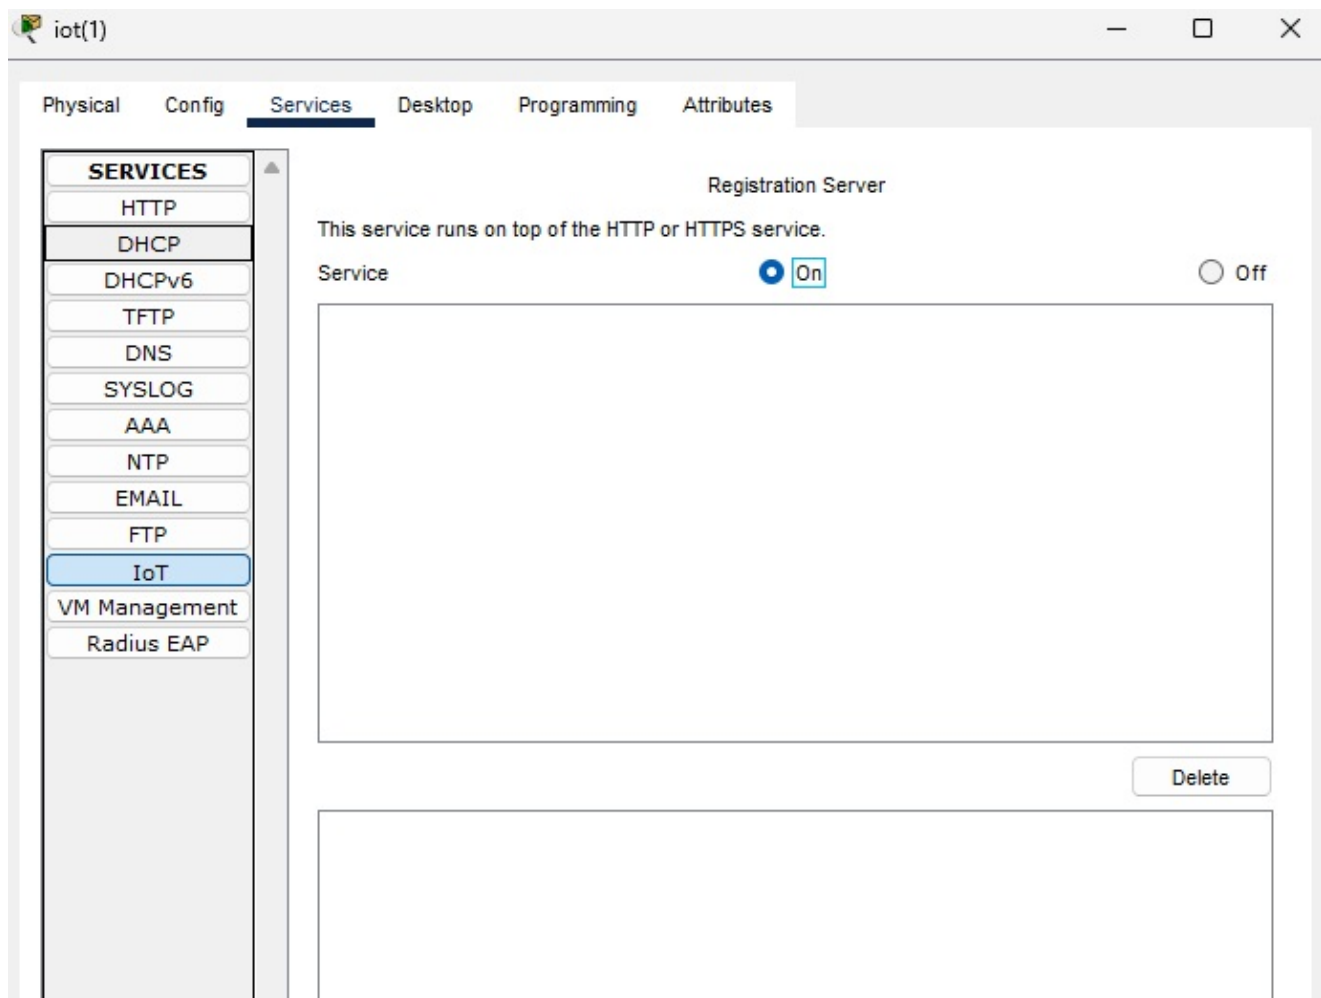 iot(1)
Physical Config Services Desktop Programming Attributes
SERVICES
HTTP
DHCP
DHCPv6
TFTP
DNS
SYSLOG
AAA
NTP
EMAIL
FTP
IoT
VM Management
Radius EAP
Registration Server
This service runs on top of the HTTP or HTTPS service.
Service On Off
Delete